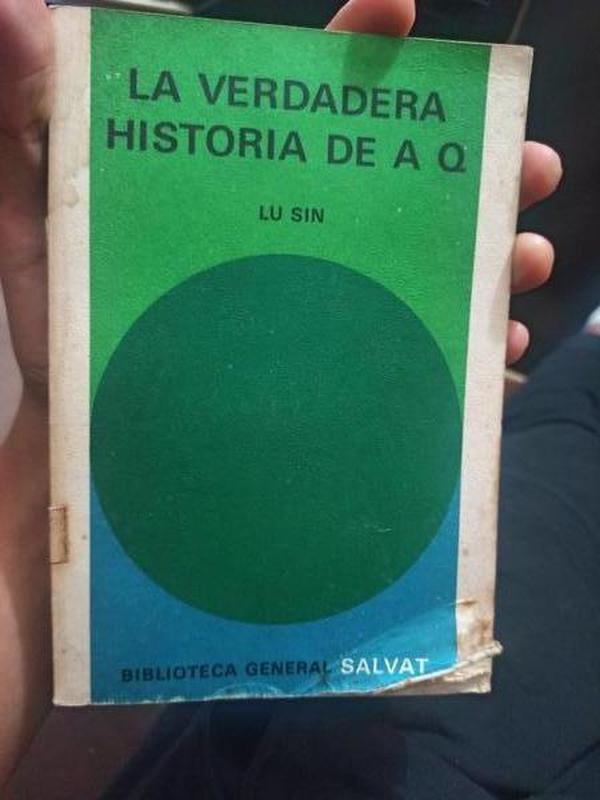 LA VERDADERA
HISTORIA DE A Q
LU SIN
BIBLIOTECA GENERAL SALVAT